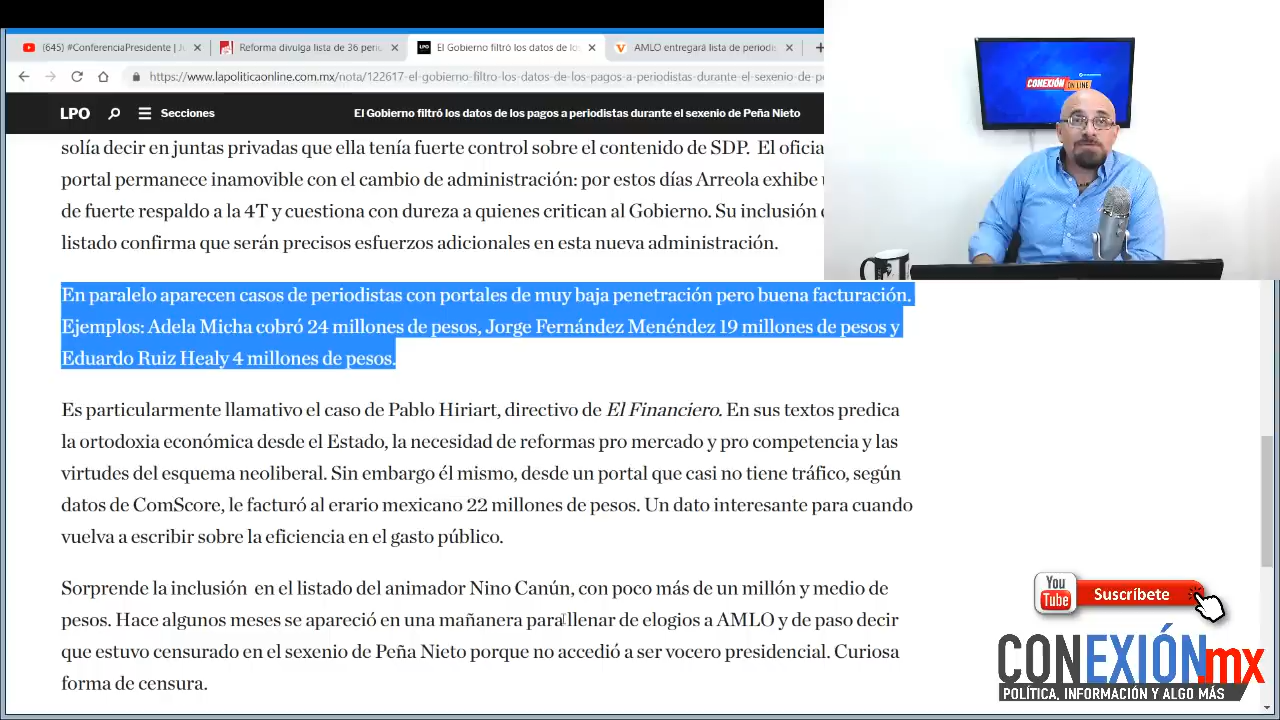 (645) #ConferenciaPresidente | Ju
Reforma divulga lista de 36 peri
El Gobierno filtró los datos de lo
AMLO entregará lista de periodis
https://www.lapoliticaonline.com.mx/nota/122617-el-gobierno-filtro-los-datos-de-los-pagos-a-periodistas-durante-el-sexenio-de-pe
LPO
Secciones
El Gobierno filtró los datos de los pagos a periodistas durante el sexenio de Peña Nieto
CONEXIÓN ON LINE
solía decir en juntas privadas que ella tenía fuerte control sobre el contenido de SDP. El oficia
portal permanece inamovible con el cambio de administración: por estos días Arreola exhibe
de fuerte respaldo a la 4T y cuestiona con dureza a quienes critican al Gobierno. Su inclusión
listado confirma que serán precisos esfuerzos adicionales en esta nueva administración.
En paralelo aparecen casos de periodistas con portales de muy baja penetración pero buena facturación.
Ejemplos: Adela Micha cobró 24 millones de pesos, Jorge Fernández Menéndez 19 millones de pesos y
Eduardo Ruiz Healy 4 millones de pesos.
Es particularmente llamativo el caso de Pablo Hiriart, directivo de El Financiero. En sus textos predica
la ortodoxia económica desde el Estado, la necesidad de reformas pro mercado y pro competencia y las
virtudes del esquema neoliberal. Sin embargo él mismo, desde un portal que casi no tiene tráfico, según
datos de ComScore, le facturó al erario mexicano 22 millones de pesos. Un dato interesante para cuando
vuelva a escribir sobre la eficiencia en el gasto público.
Sorprende la inclusión en el listado del animador Nino Canún, con poco más de un millón y medio de
pesos. Hace algunos meses se apareció en una mañanera para llenar de elogios a AMLO y de paso decir
que estuvo censurado en el sexenio de Peña Nieto porque no accedió a ser vocero presidencial. Curiosa
forma de censura.
You
Tube
Suscríbete
CONEXIÓN.mx
POLÍTICA, INFORMACIÓN Y ALGO MÁS